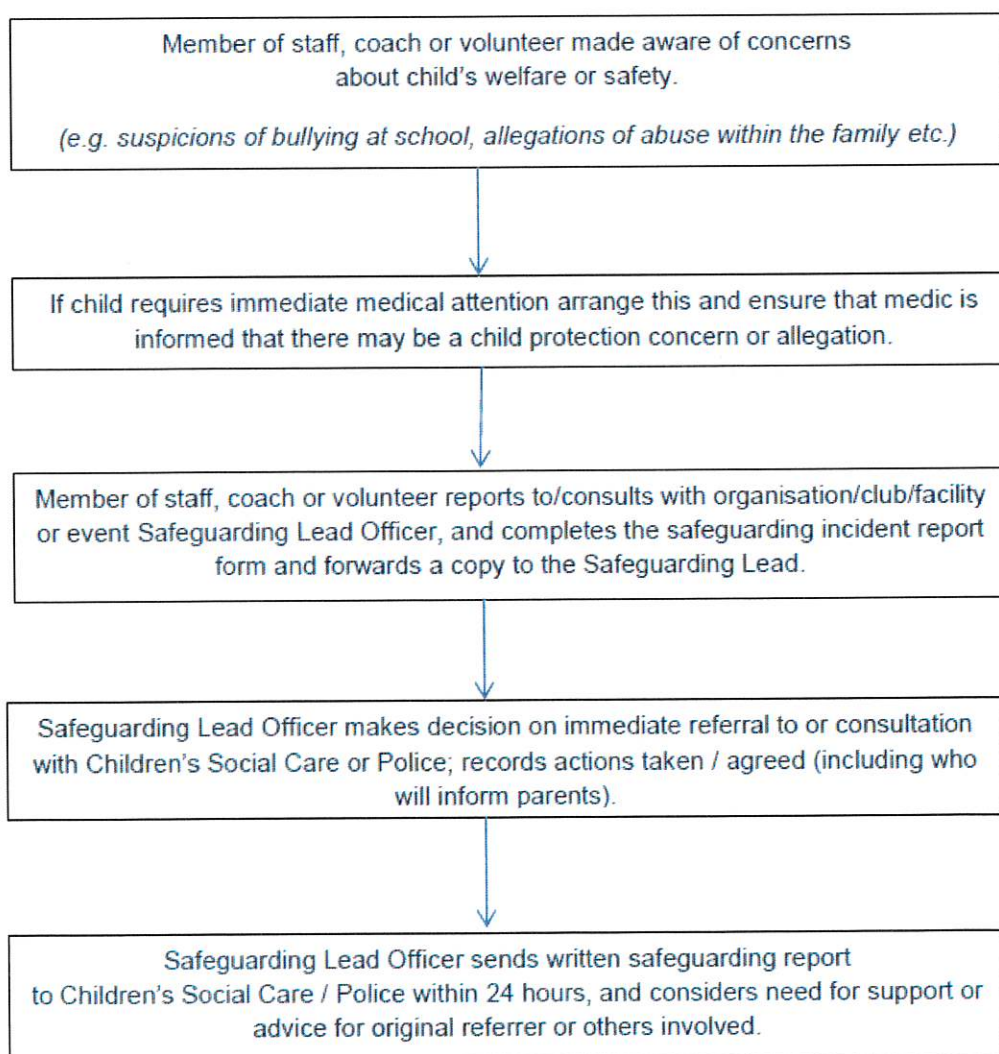 Member of staff, coach or volunteer made aware of concerns
about child's welfare or safety.
(e.g. suspicions of bullying at school, allegations of abuse within the family etc.)
If child requires immediate medical attention arrange this and ensure that medic is
informed that there may be a child protection concern or allegation.
Member of staff, coach or volunteer reports to/consults with organisation/club/facility
or event Safeguarding Lead Officer, and completes the safeguarding incident report
form and forwards a copy to the Safeguarding Lead.
Safeguarding Lead Officer makes decision on immediate referral to or consultation
with Children's Social Care or Police; records actions taken / agreed (including who
will inform parents).
Safeguarding Lead Officer sends written safeguarding report
to Children's Social Care / Police within 24 hours, and considers need for support or
advice for original referrer or others involved.